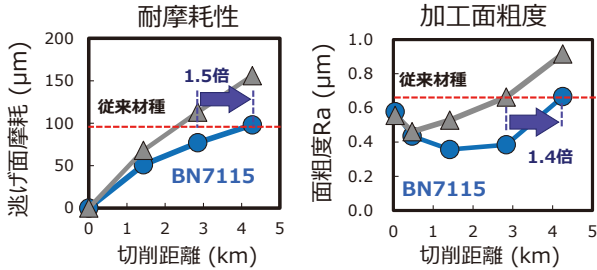 耐摩耗性
逃げ面摩耗 (μm)
200
150
100
50
0
1.5倍
従来材種
BN7115
0 1 2 3 4 5
切削距離 (km)
加工面粗度
面粗度Ra (μm)
1.0
0.8
0.6
0.4
0.2
0.0
従来材種
1.4倍
BN7115
0 1 2 3 4 5
切削距離 (km)